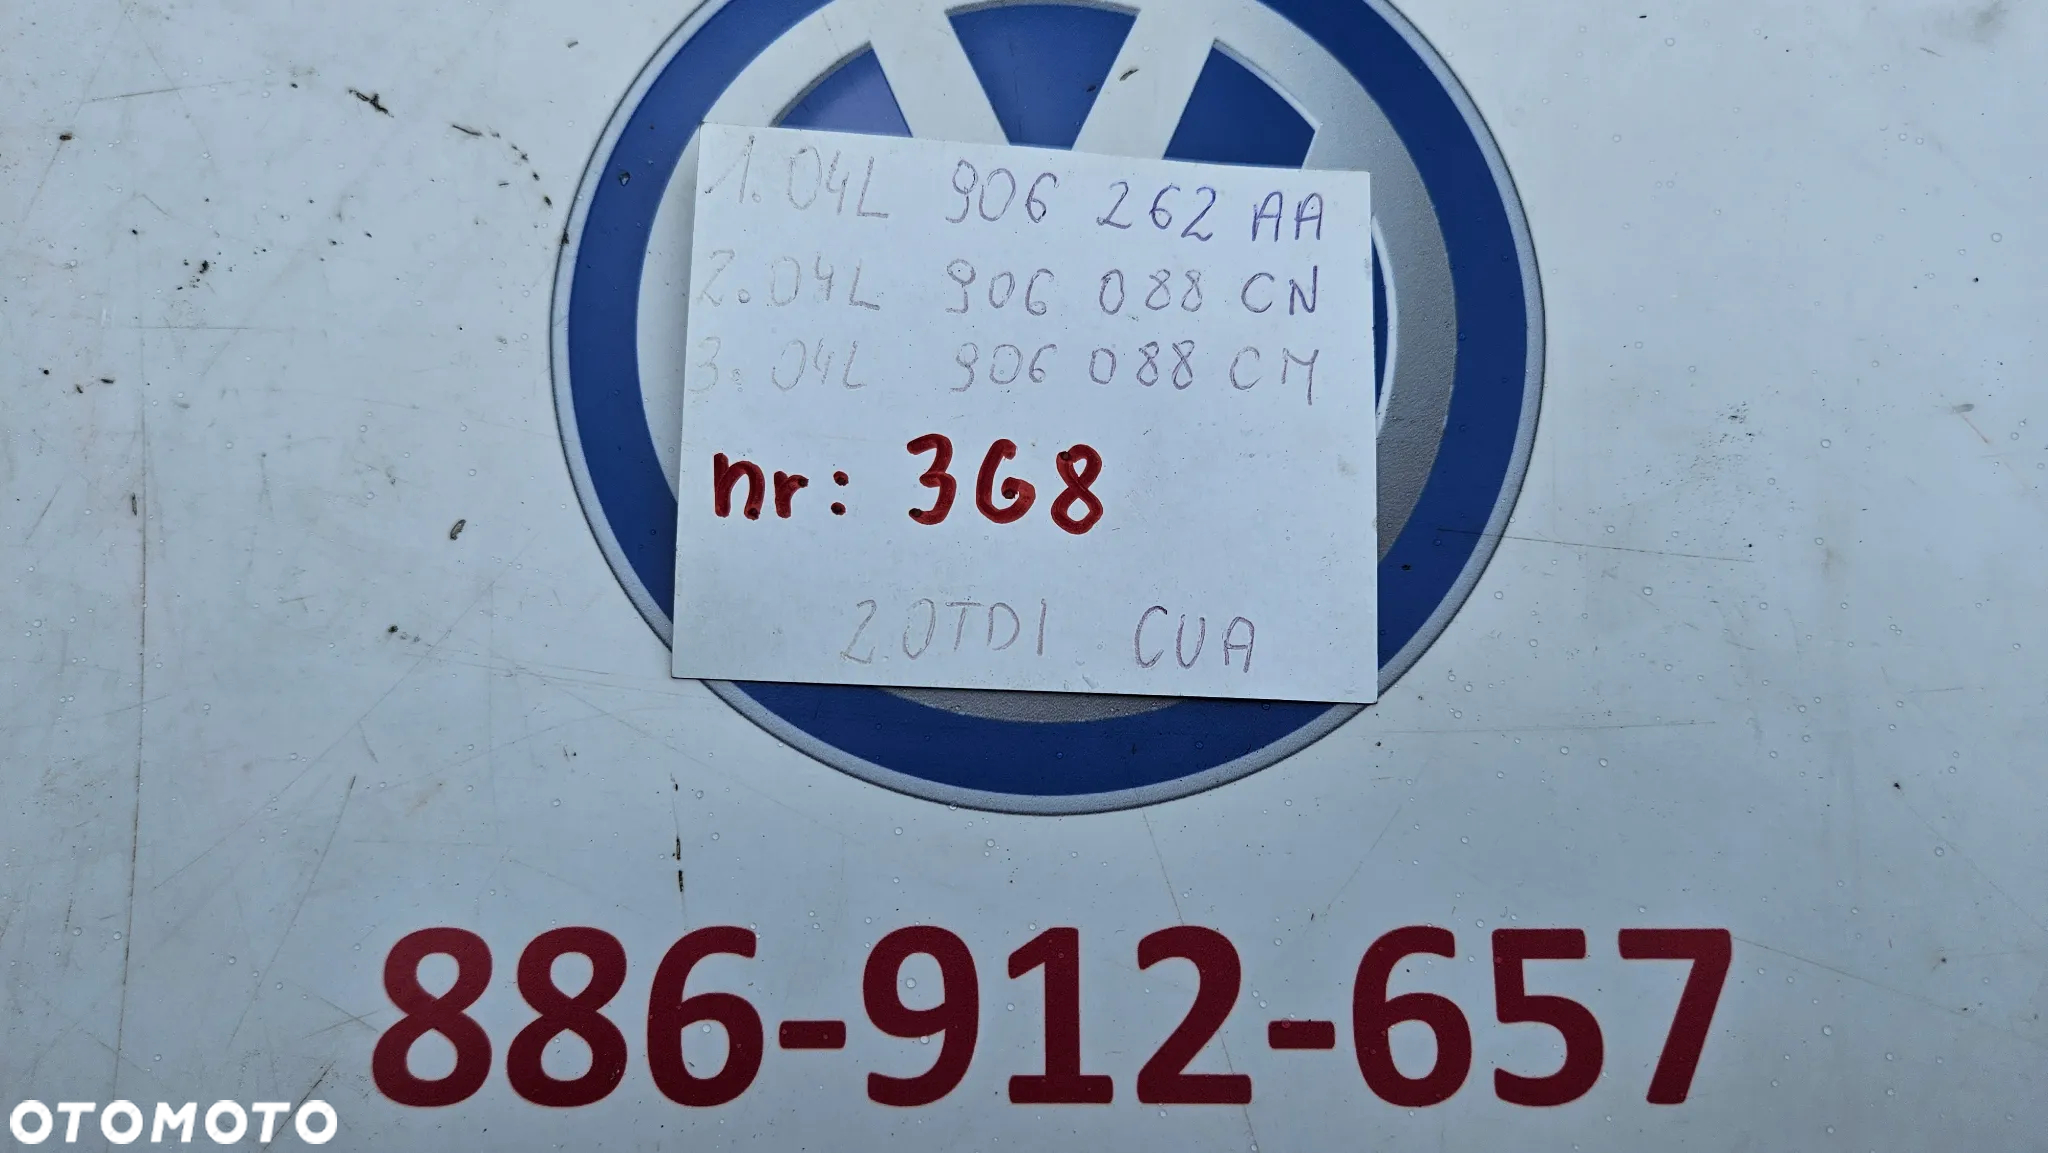 1. 04L 906 262 AA
2. 04L 906 088 CN
3. 04L 906 088 CM
nr: 368
2.0TDI CUA
886-912-657
OTOMOTO